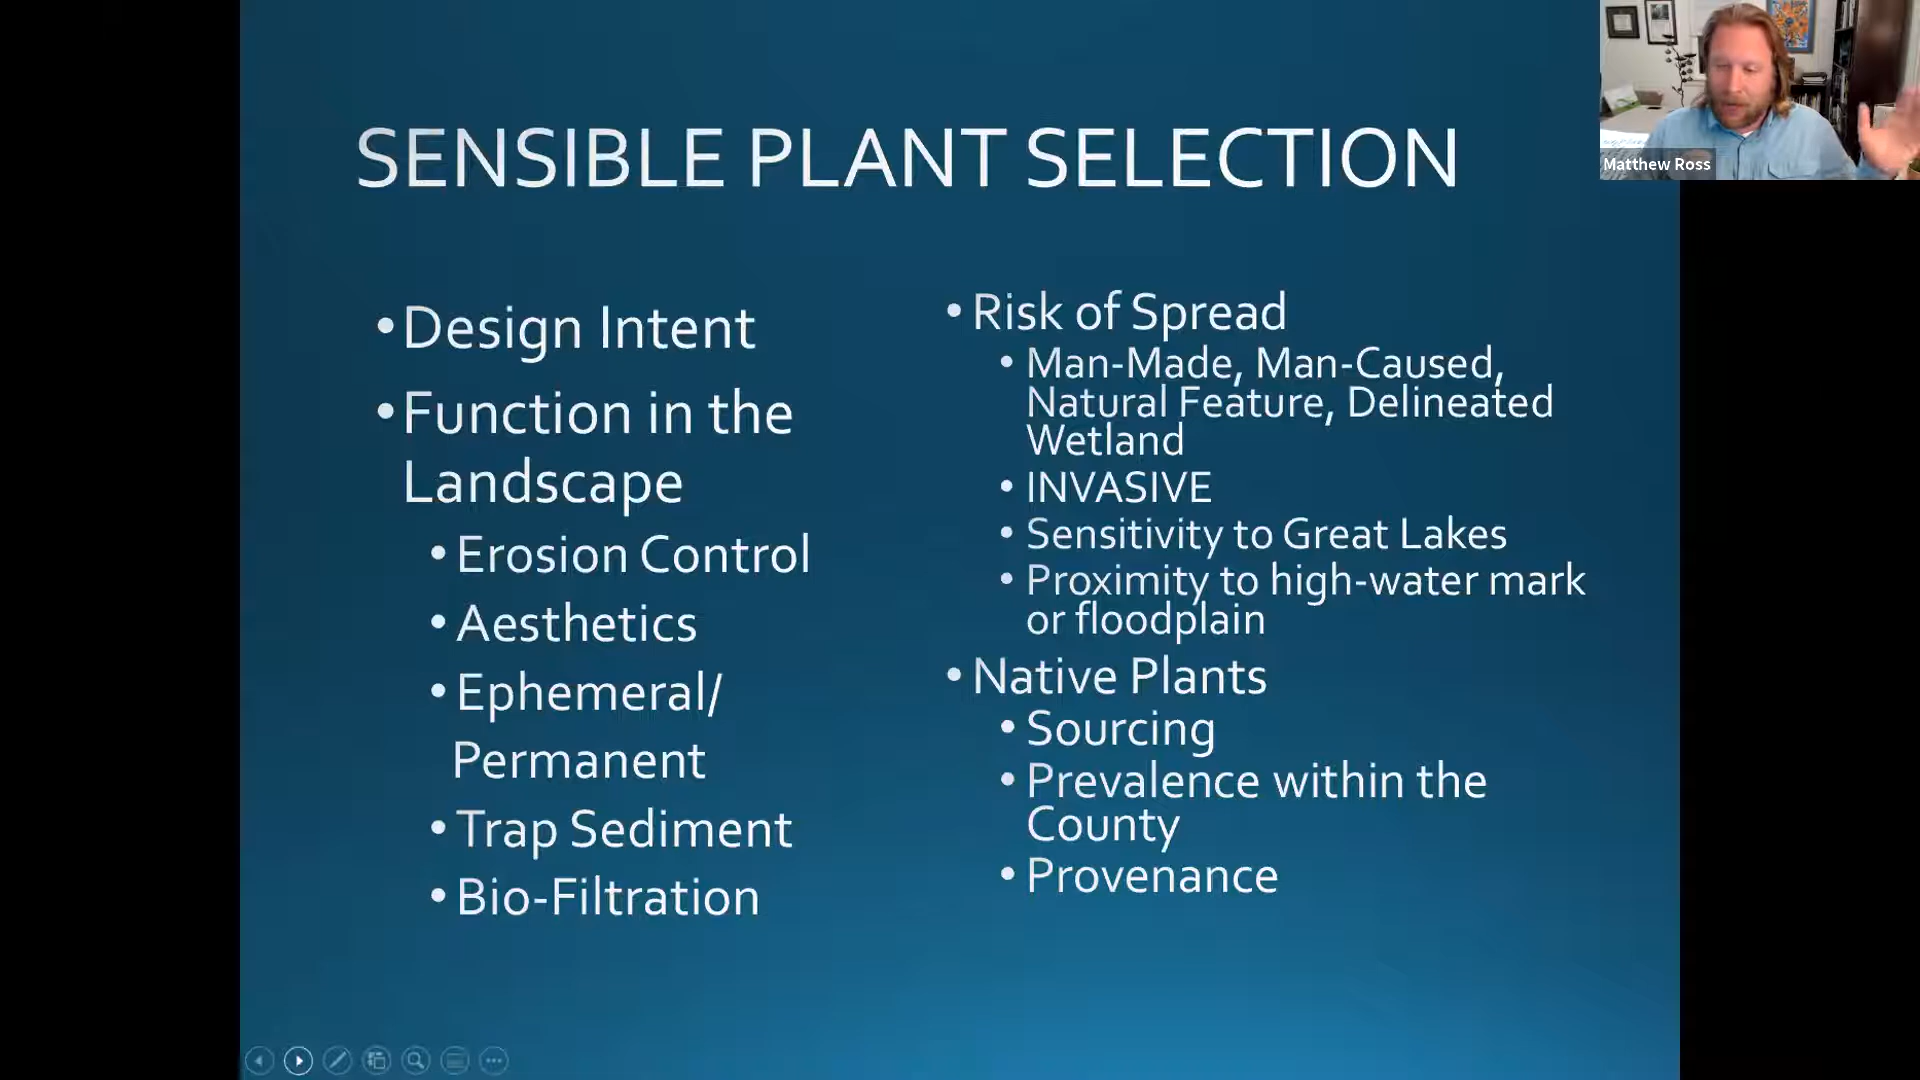 SENSIBLE PLANT SELECTION
• Design Intent
• Function in the
Landscape
• Erosion Control
• Aesthetics
• Ephemeral/
Permanent
• Trap Sediment
• Bio-Filtration
• Risk of Spread
• Man-Made, Man-Caused,
Natural Feature, Delineated
Wetland
• INVASIVE
• Sensitivity to Great Lakes
• Proximity to high-water mark
or floodplain
• Native Plants
• Sourcing
• Prevalence within the
County
• Provenance
Matthew Ross